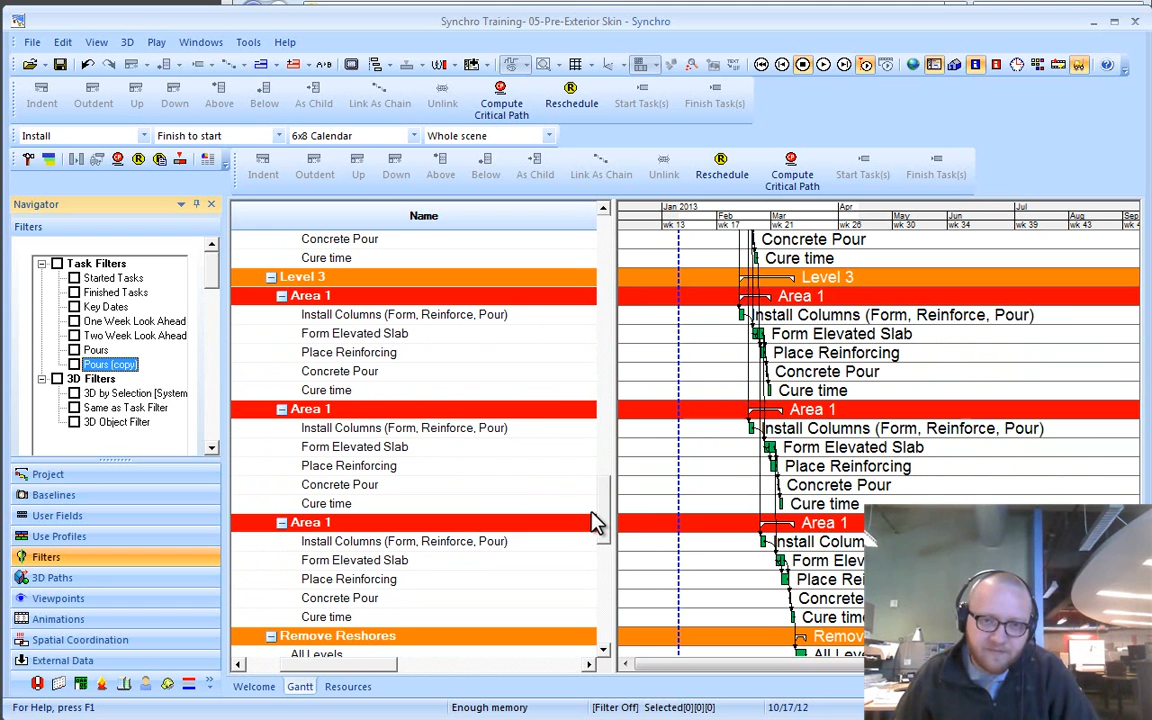 Synchro Training- 05-Pre-Exterior Skin - Synchro
File Edit View 3D Play Windows Tools Help
Indent Outdent Up Down Above Below As Child Link As Chain Unlink Compute Critical Path Reschedule Start Task(s) Finish Task(s)
Install Finish to start 6x8 Calendar Whole scene
Indent Outdent Up Down Above Below As Child Link As Chain Unlink Reschedule Compute Critical Path Start Task(s) Finish Task(s)
Navigator
Filters
Task Filters
Started Tasks
Finished Tasks
Key Dates
One Week Look Ahead
Two Week Look Ahead
Pours
Pours (copy)
3D Filters
3D by Selection [System
Same as Task Filter
3D Object Filter
Project
Baselines
User Fields
Use Profiles
Filters
3D Paths
Viewpoints
Animations
Spatial Coordination
External Data
Name
Concrete Pour
Cure time
Level 3
Area 1
Install Columns (Form, Reinforce, Pour)
Form Elevated Slab
Place Reinforcing
Concrete Pour
Cure time
Area 1
Install Columns (Form, Reinforce, Pour)
Form Elevated Slab
Place Reinforcing
Concrete Pour
Cure time
Area 1
Install Columns (Form, Reinforce, Pour)
Form Elevated Slab
Place Reinforcing
Concrete Pour
Cure time
Remove Reshores
All Levels
Jan 2013 Apr Jul
wk 13 Feb wk 17 Mar wk 21 wk 26 May wk 30 Jun wk 34 wk 39 Aug wk 43 Sep
Concrete Pour
Cure time
Level 3
Area 1
Install Columns (Form, Reinforce, Pour)
Form Elevated Slab
Place Reinforcing
Concrete Pour
Cure time
Area 1
Install Columns (Form, Reinforce, Pour)
Form Elevated Slab
Place Reinforcing
Concrete Pour
Cure time
Area 1
Install Colum
Form Elev
Place Rei
Concre
Cure tim
Remov
All Leve
Welcome Gantt Resources
For Help, press F1 Enough memory [Filter Off] Selected[0][0][0] 10/17/12